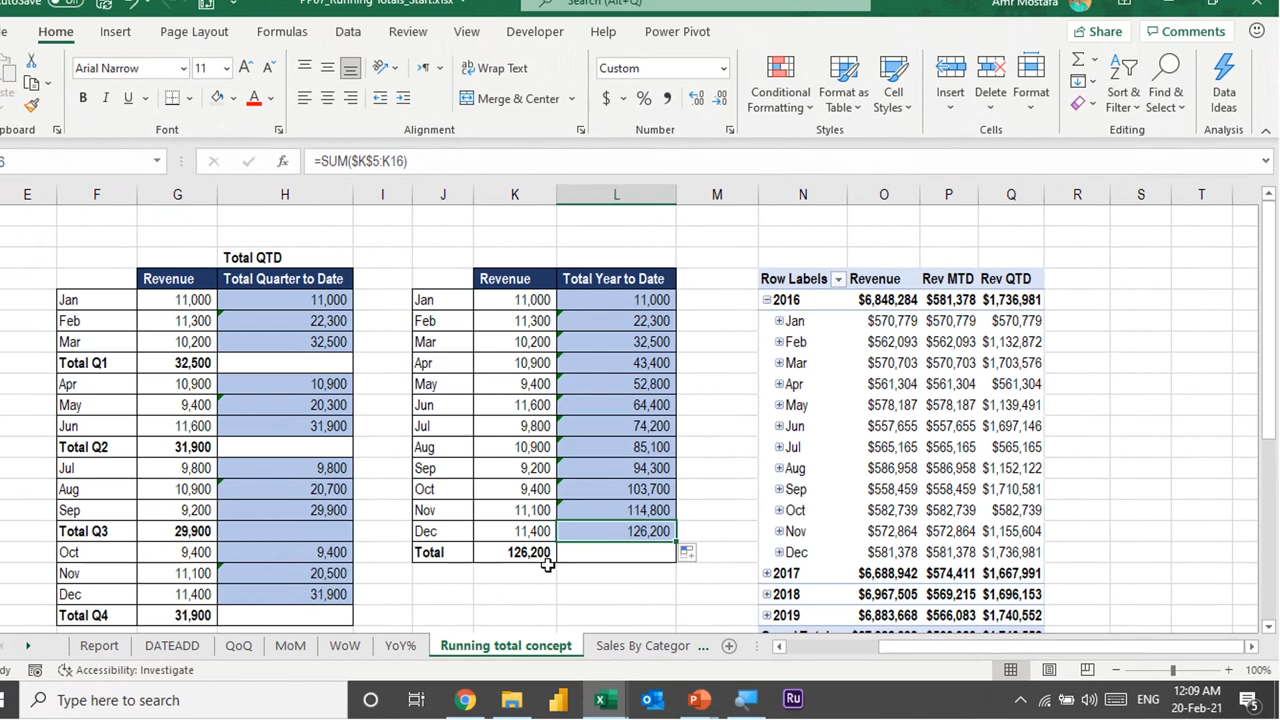 AutoSave
PP07_Running Totals_Start.xlsx
Search (Alt+Q)
Amr Mostafa
Home Insert Page Layout Formulas Data Review View Developer Help Power Pivot Share Comments
Arial Narrow 11 Wrap Text Custom
B I U A Merge & Center $ % 9
Conditional Formatting Format as Table Cell Styles Insert Delete Format Sort & Filter Find & Select Data Ideas
Font Alignment Number Styles Cells Editing Analysis
=SUM($K$5:K16)
E F G H I J K L M N O P Q R S T
Total QTD
Revenue Total Quarter to Date Revenue Total Year to Date Row Labels Revenue Rev MTD Rev QTD
Jan 11,000 11,000 Jan 11,000 11,000 2016 $6,848,284 $581,378 $1,736,981
Feb 11,300 22,300 Feb 11,300 22,300 Jan $570,779 $570,779 $570,779
Mar 10,200 32,500 Mar 10,200 32,500 Feb $562,093 $562,093 $1,132,872
Total Q1 32,500 Apr 10,900 43,400 Mar $570,703 $570,703 $1,703,576
Apr 10,900 10,900 May 9,400 52,800 Apr $561,304 $561,304 $561,304
May 9,400 20,300 Jun 11,600 64,400 May $578,187 $578,187 $1,139,491
Jun 11,600 31,900 Jul 9,800 74,200 Jun $557,655 $557,655 $1,697,146
Total Q2 31,900 Aug 10,900 85,100 Jul $565,165 $565,165 $565,165
Jul 9,800 9,800 Sep 9,200 94,300 Aug $586,958 $586,958 $1,152,122
Aug 10,900 20,700 Oct 9,400 103,700 Sep $558,459 $558,459 $1,710,581
Sep 9,200 29,900 Nov 11,100 114,800 Oct $582,739 $582,739 $582,739
Total Q3 29,900 Dec 11,400 126,200 Nov $572,864 $572,864 $1,155,604
Oct 9,400 9,400 Total 126,200 Dec $581,378 $581,378 $1,736,981
Nov 11,100 20,500 2017 $6,688,942 $574,411 $1,667,991
Dec 11,400 31,900 2018 $6,967,505 $569,215 $1,696,153
Total Q4 31,900 2019 $6,883,668 $566,083 $1,740,552
Report DATEADD QoQ MoM WoW YoY% Running total concept Sales By Categor ...
Accessibility: Investigate 100%
Type here to search ENG 12:09 AM
20-Feb-21 5